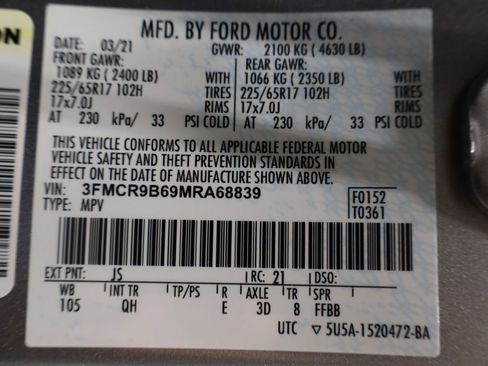 ON
MFD. BY FORD MOTOR CO.
DATE: 03/21 GVWR: 2100 KG ( 4630 LB)
FRONT GAWR: REAR GAWR:
1089 KG ( 2400 LB) WITH 1066 KG ( 2350 LB) WITH
225/65R17 102H TIRES 225/65R17 102H TIRES
17x7.0J RIMS 17x7.0J RIMS
AT 230 kPa/ 33 PSI COLD AT 230 kPa/ 33 PSI COLD
THIS VEHICLE CONFORMS TO ALL APPLICABLE FEDERAL MOTOR
VEHICLE SAFETY AND THEFT PREVENTION STANDARDS IN
EFFECT ON THE DATE OF MANUFACTURE SHOWN ABOVE.
VIN: 3FMCR9B69MRA68839 F0152
TYPE: MPV T0361
EXT PNT: JS RC: 21 DSO:
WB INT TR TP/PS R AXLE TR SPR
105 QH E 3D 8 FFBB
UTC ▽ 5U5A-1520472-BA